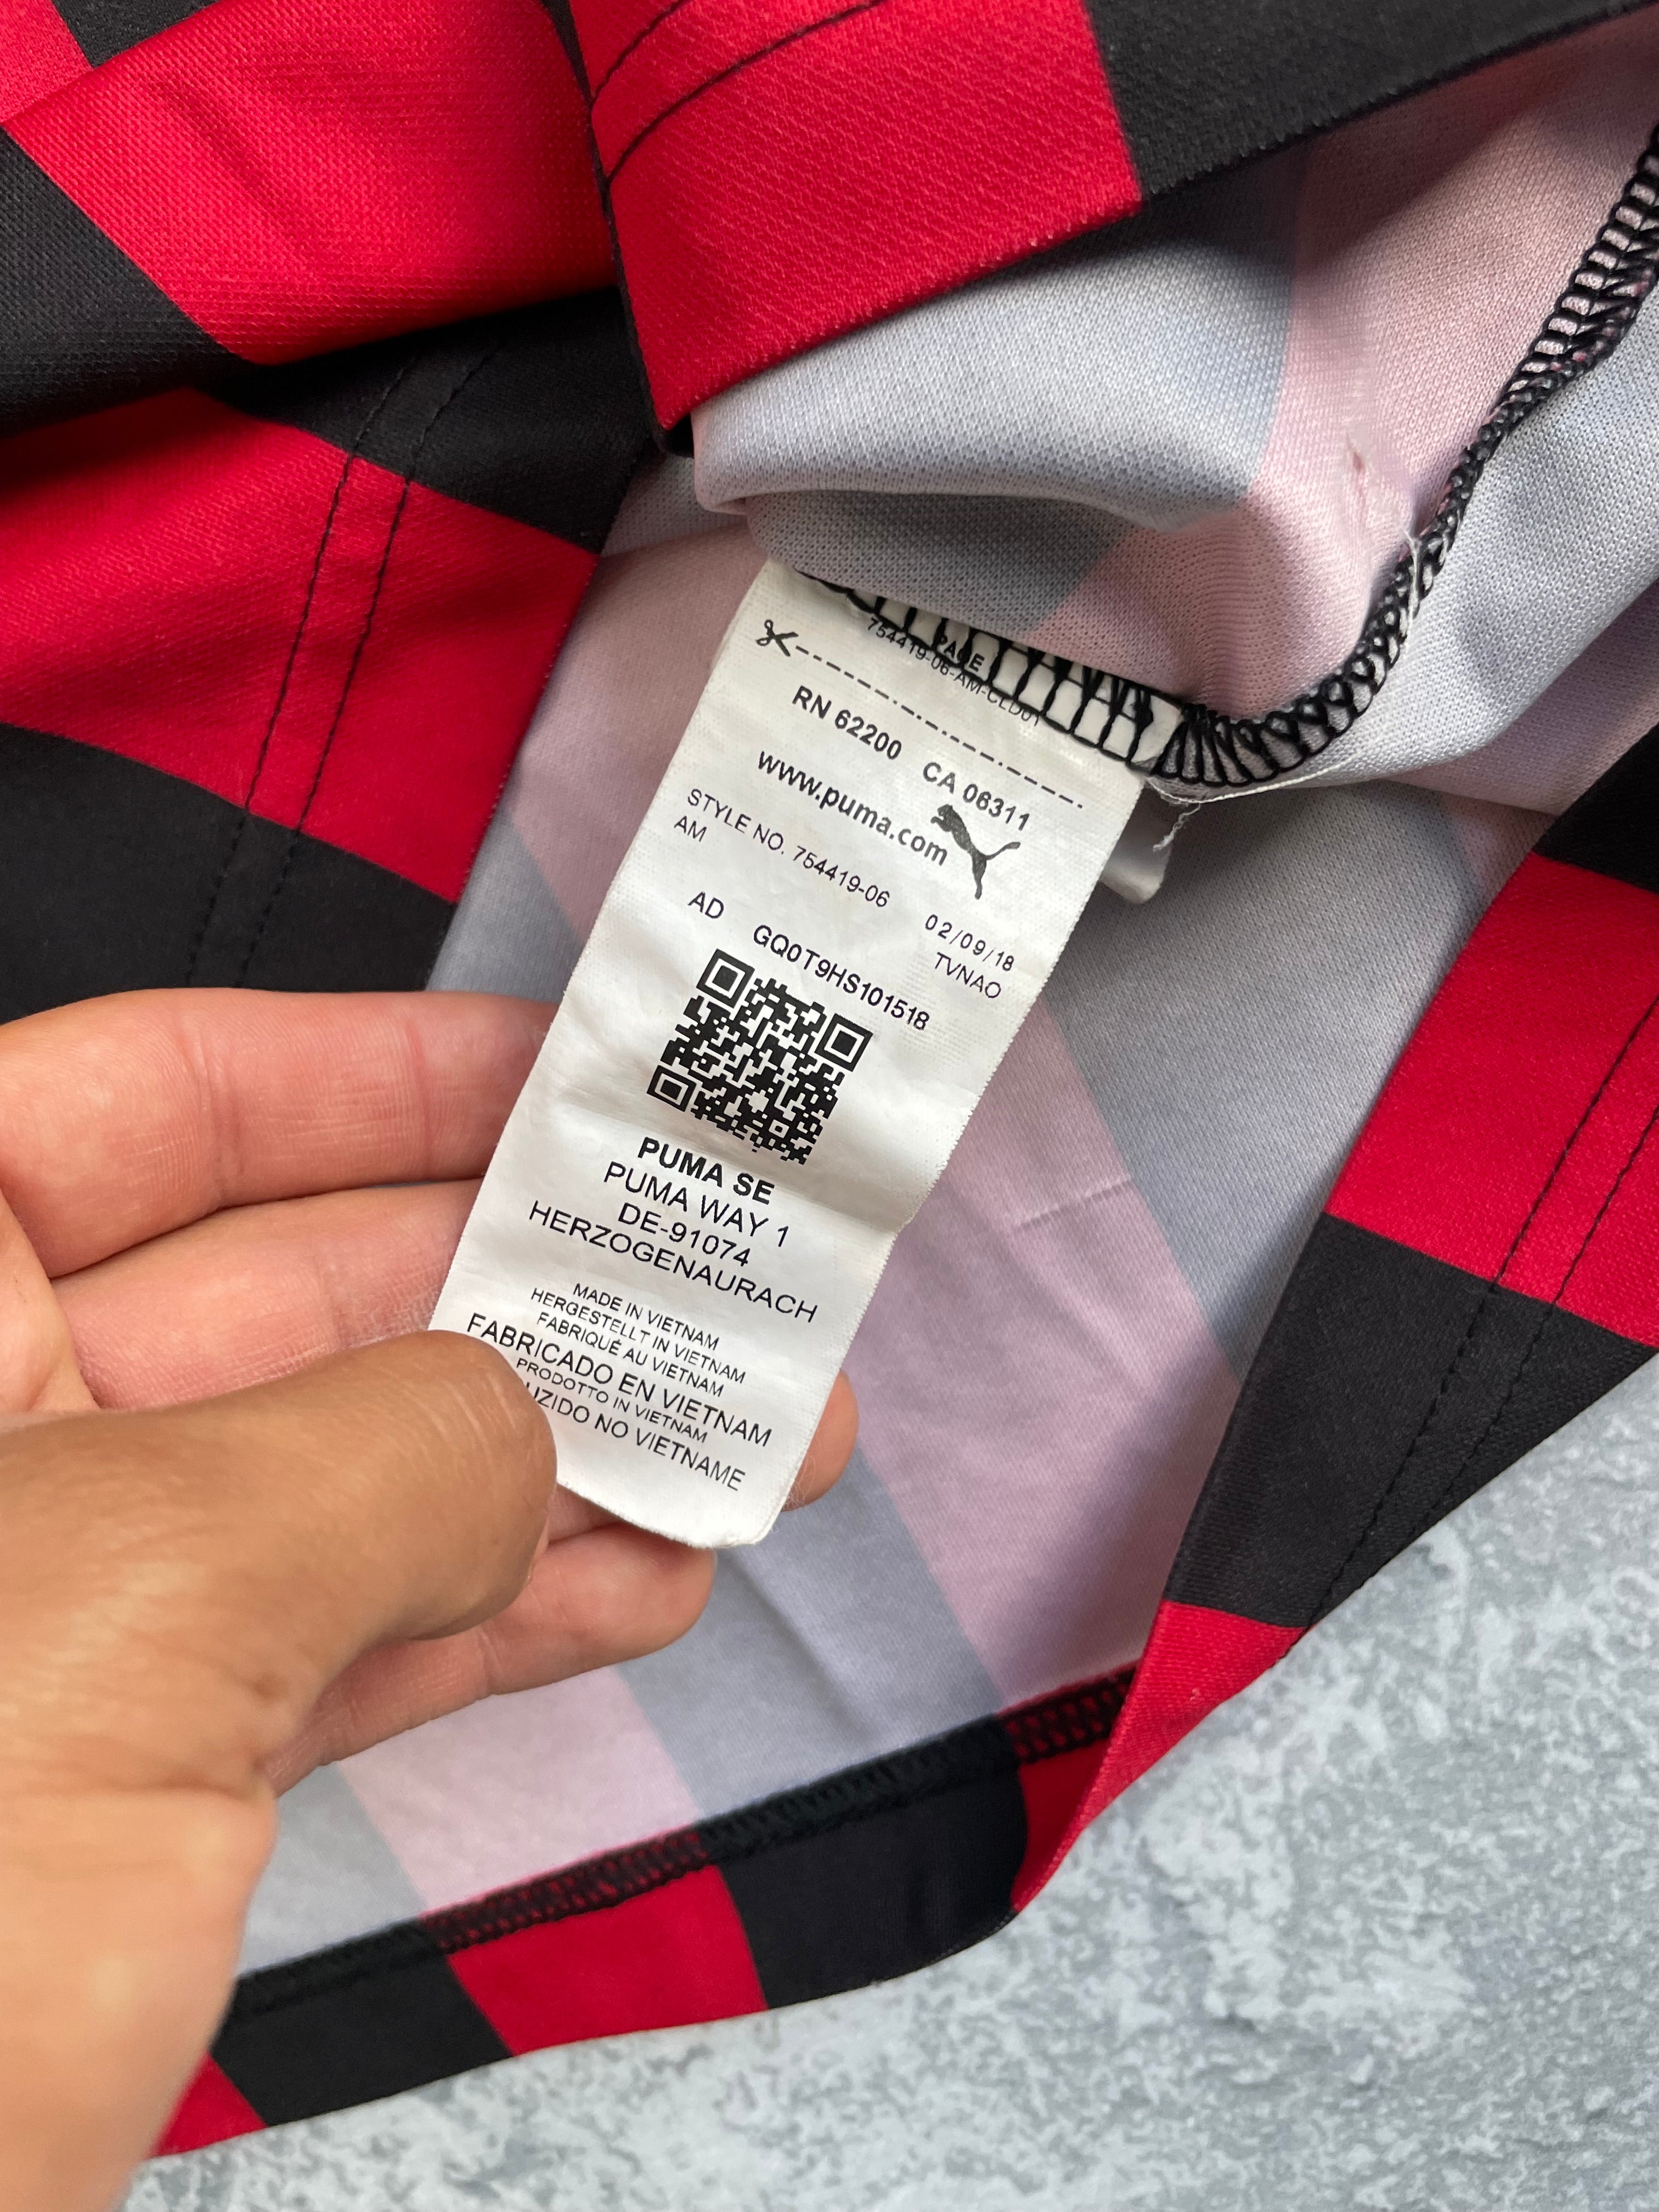 PAGE
754419-06-AM-CLD01
RN 62200 CA 06311
www.puma.com
STYLE NO. 754419-06 02/09/18
AM TVNAO
AD GQ0T9HS101518
PUMA SE
PUMA WAY 1
DE-91074
HERZOGENAURACH
MADE IN VIETNAM
HERGESTELLT IN VIETNAM
FABRIQUÉ AU VIETNAM
FABRICADO EN VIETNAM
PRODOTTO IN VIETNAM
UZIDO NO VIETNAME